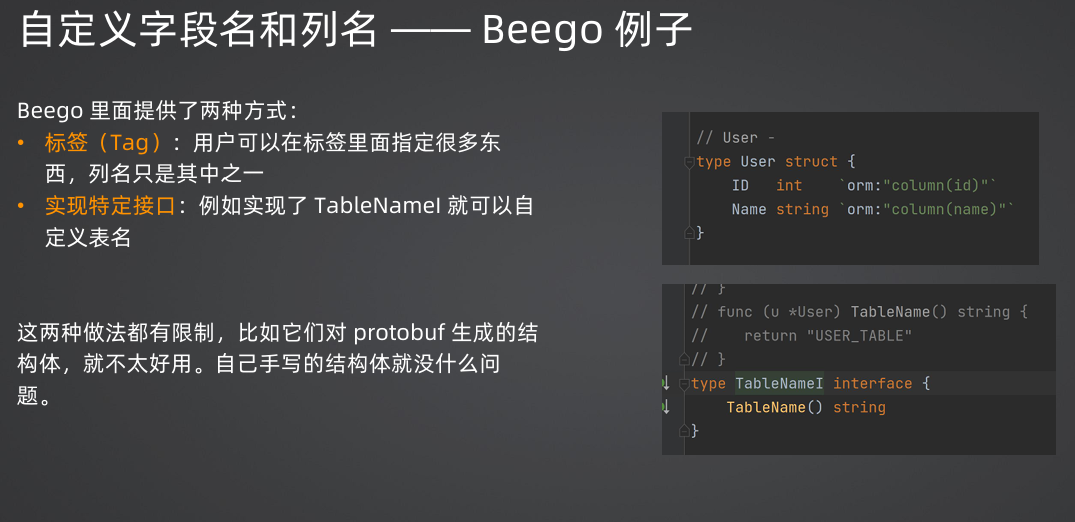 自定义字段名和列名 —— Beego 例子
Beego 里面提供了两种方式：
• 标签（Tag）：用户可以在标签里面指定很多东
西，列名只是其中之一
• 实现特定接口：例如实现了 TableNameI 就可以自
定义表名
这两种做法都有限制，比如它们对 protobuf 生成的结
构体，就不太好用。自己手写的结构体就没什么问
题。
// User -
type User struct {
    ID   int    `orm:"column(id)"`
    Name string `orm:"column(name)"`
}
// }
// func (u *User) TableName() string {
//    return "USER_TABLE"
// }
type TableNameI interface {
    TableName() string
}